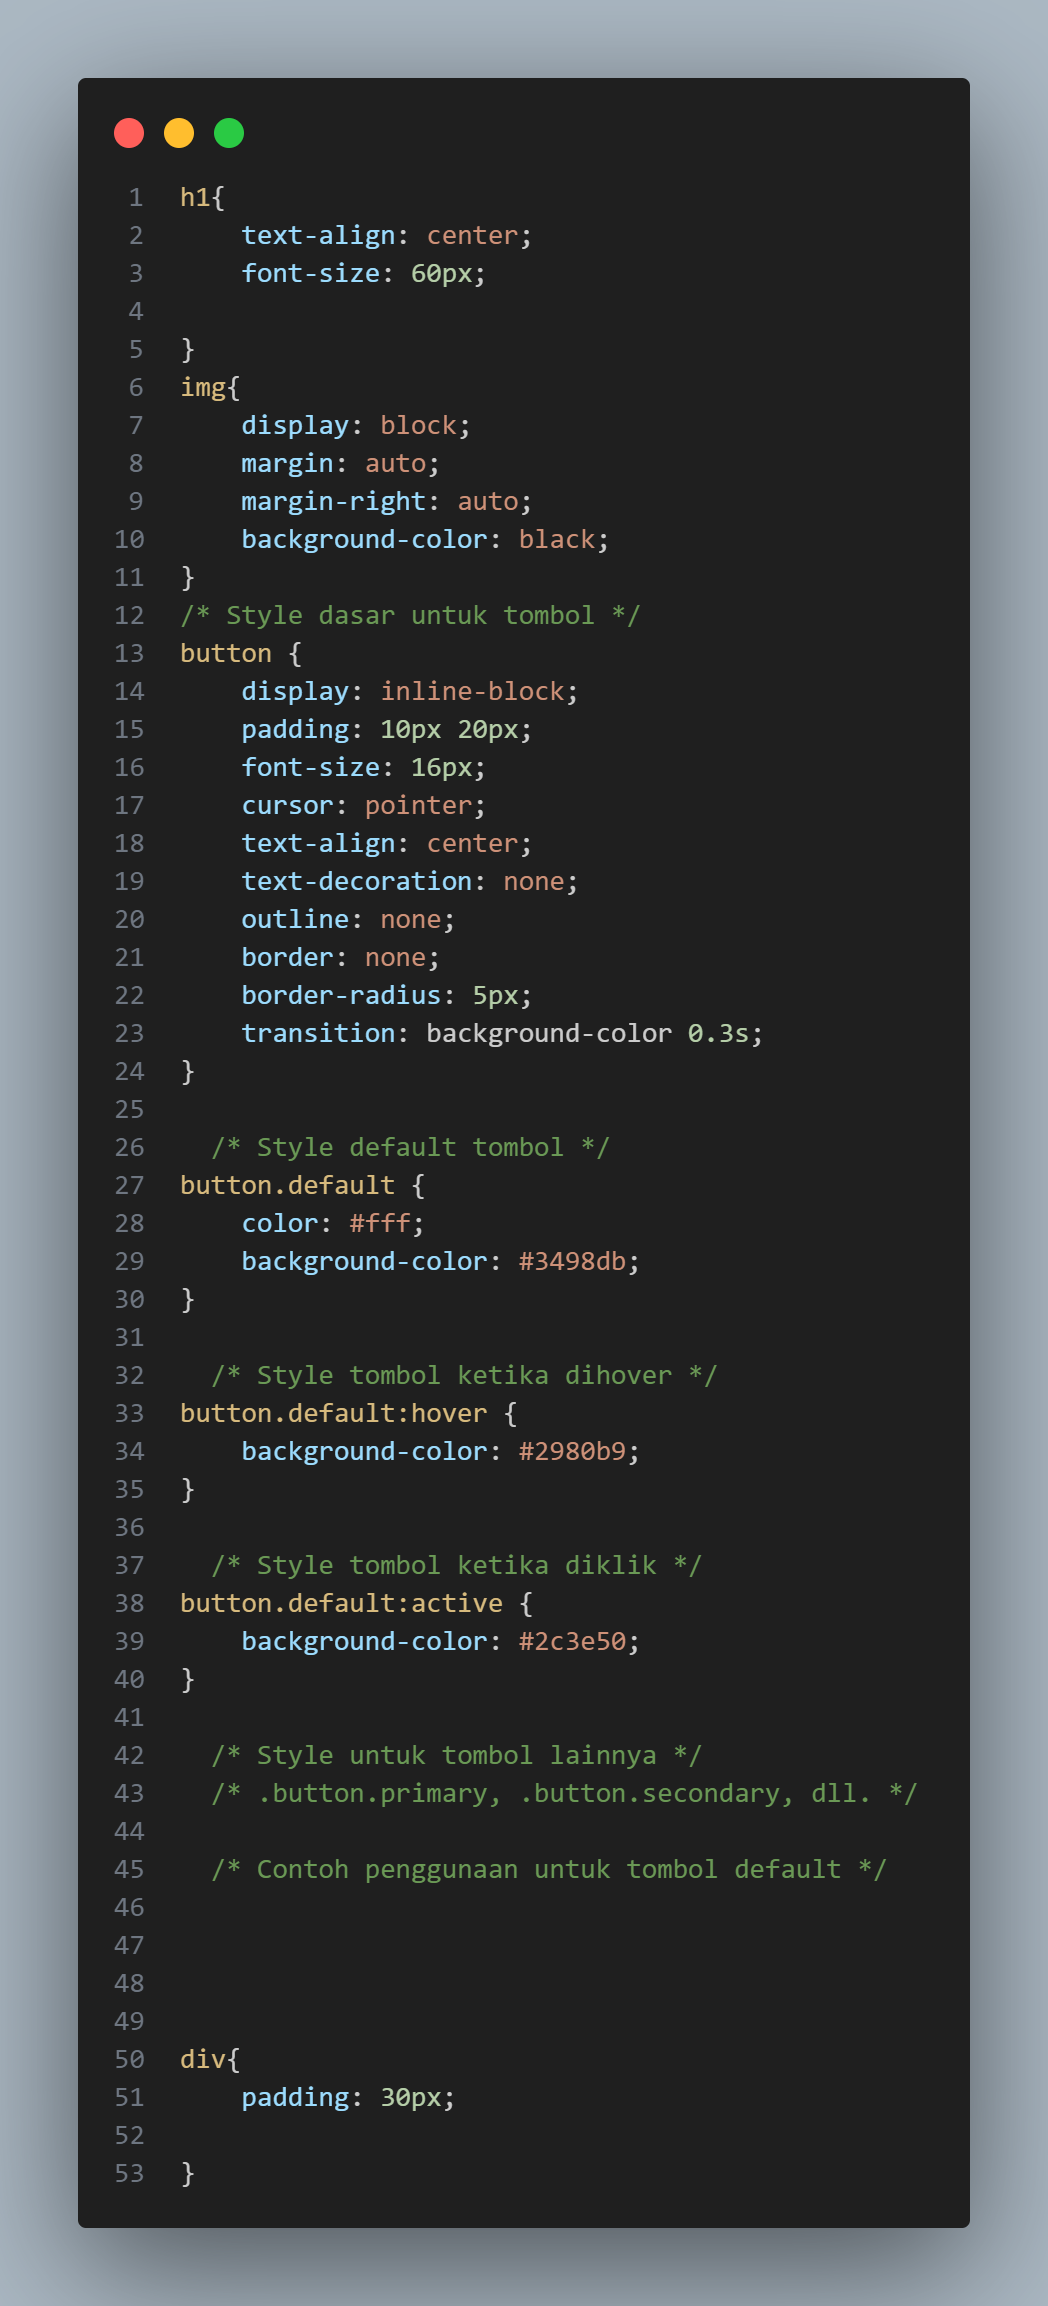 1 h1{
2     text-align: center;
3     font-size: 60px;
4
5 }
6 img{
7     display: block;
8     margin: auto;
9     margin-right: auto;
10     background-color: black;
11 }
12 /* Style dasar untuk tombol */
13 button {
14     display: inline-block;
15     padding: 10px 20px;
16     font-size: 16px;
17     cursor: pointer;
18     text-align: center;
19     text-decoration: none;
20     outline: none;
21     border: none;
22     border-radius: 5px;
23     transition: background-color 0.3s;
24 }
25
26   /* Style default tombol */
27 button.default {
28     color: #fff;
29     background-color: #3498db;
30 }
31
32   /* Style tombol ketika dihover */
33 button.default:hover {
34     background-color: #2980b9;
35 }
36
37   /* Style tombol ketika diklik */
38 button.default:active {
39     background-color: #2c3e50;
40 }
41
42   /* Style untuk tombol lainnya */
43   /* .button.primary, .button.secondary, dll. */
44
45   /* Contoh penggunaan untuk tombol default */
46
47
48
49
50 div{
51     padding: 30px;
52
53 }